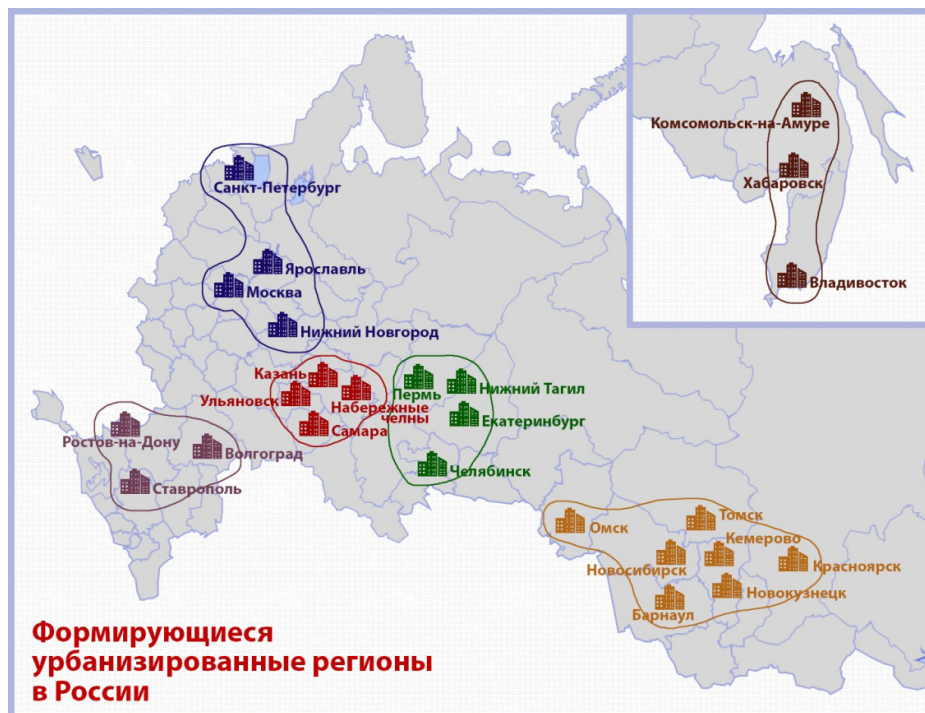 Комсомольск-на-Амуре
Хабаровск
Владивосток
Санкт-Петербург
Ярославль
Москва
Нижний Новгород
Казань
Ульяновск
Набережные
челны
Самара
Пермь
Нижний Тагил
Екатеринбург
Челябинск
Ростов-на-Дону
Волгоград
Ставрополь
Омск
Томск
Кемерово
Новосибирск
Красноярск
Новокузнецк
Барнаул
Формирующиеся
урбанизированные регионы
в России